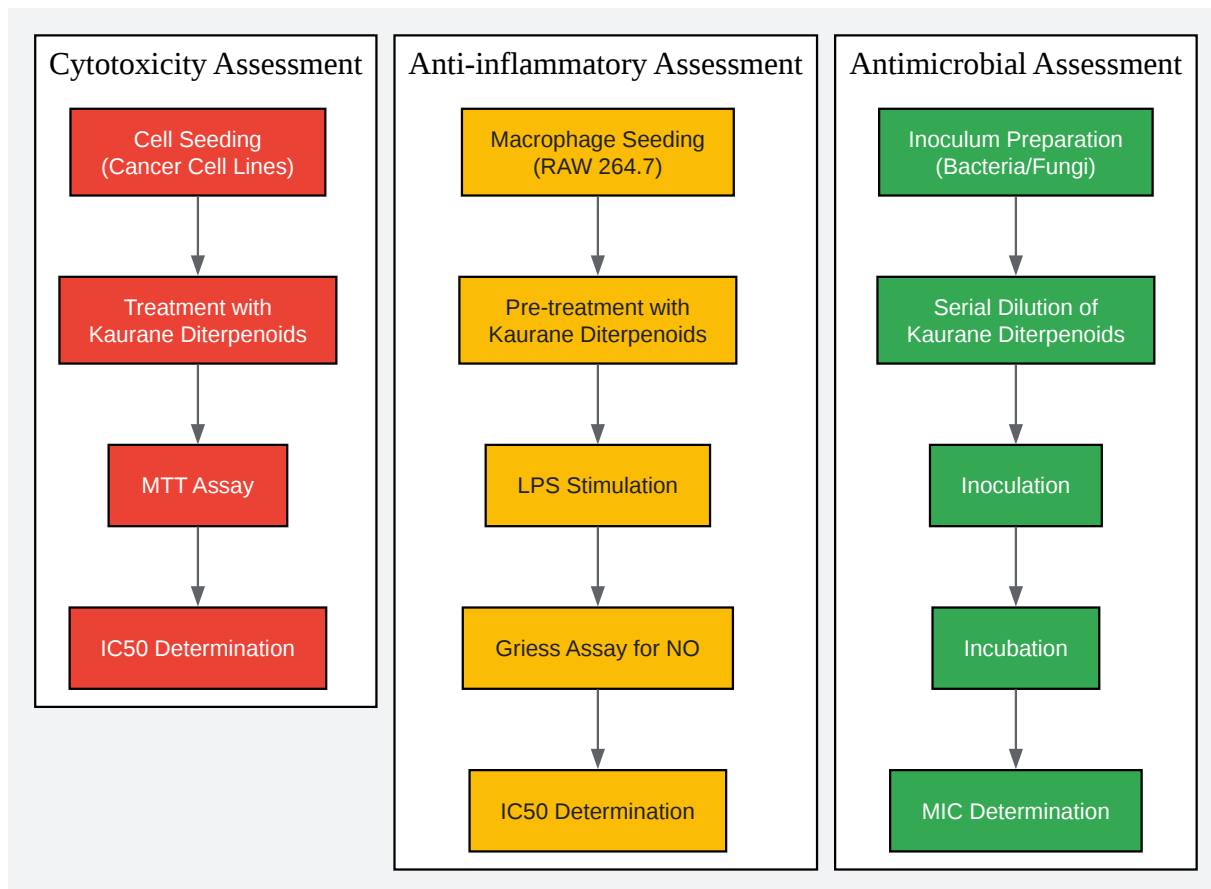 Cytotoxicity Assessment
Cell Seeding
(Cancer Cell Lines)
Treatment with
Kaurane Diterpenoids
MTT Assay
IC50 Determination
Anti-inflammatory Assessment
Macrophage Seeding
(RAW 264.7)
Pre-treatment with
Kaurane Diterpenoids
LPS Stimulation
Griess Assay for NO
IC50 Determination
Antimicrobial Assessment
Inoculum Preparation
(Bacteria/Fungi)
Serial Dilution of
Kaurane Diterpenoids
Inoculation
Incubation
MIC Determination